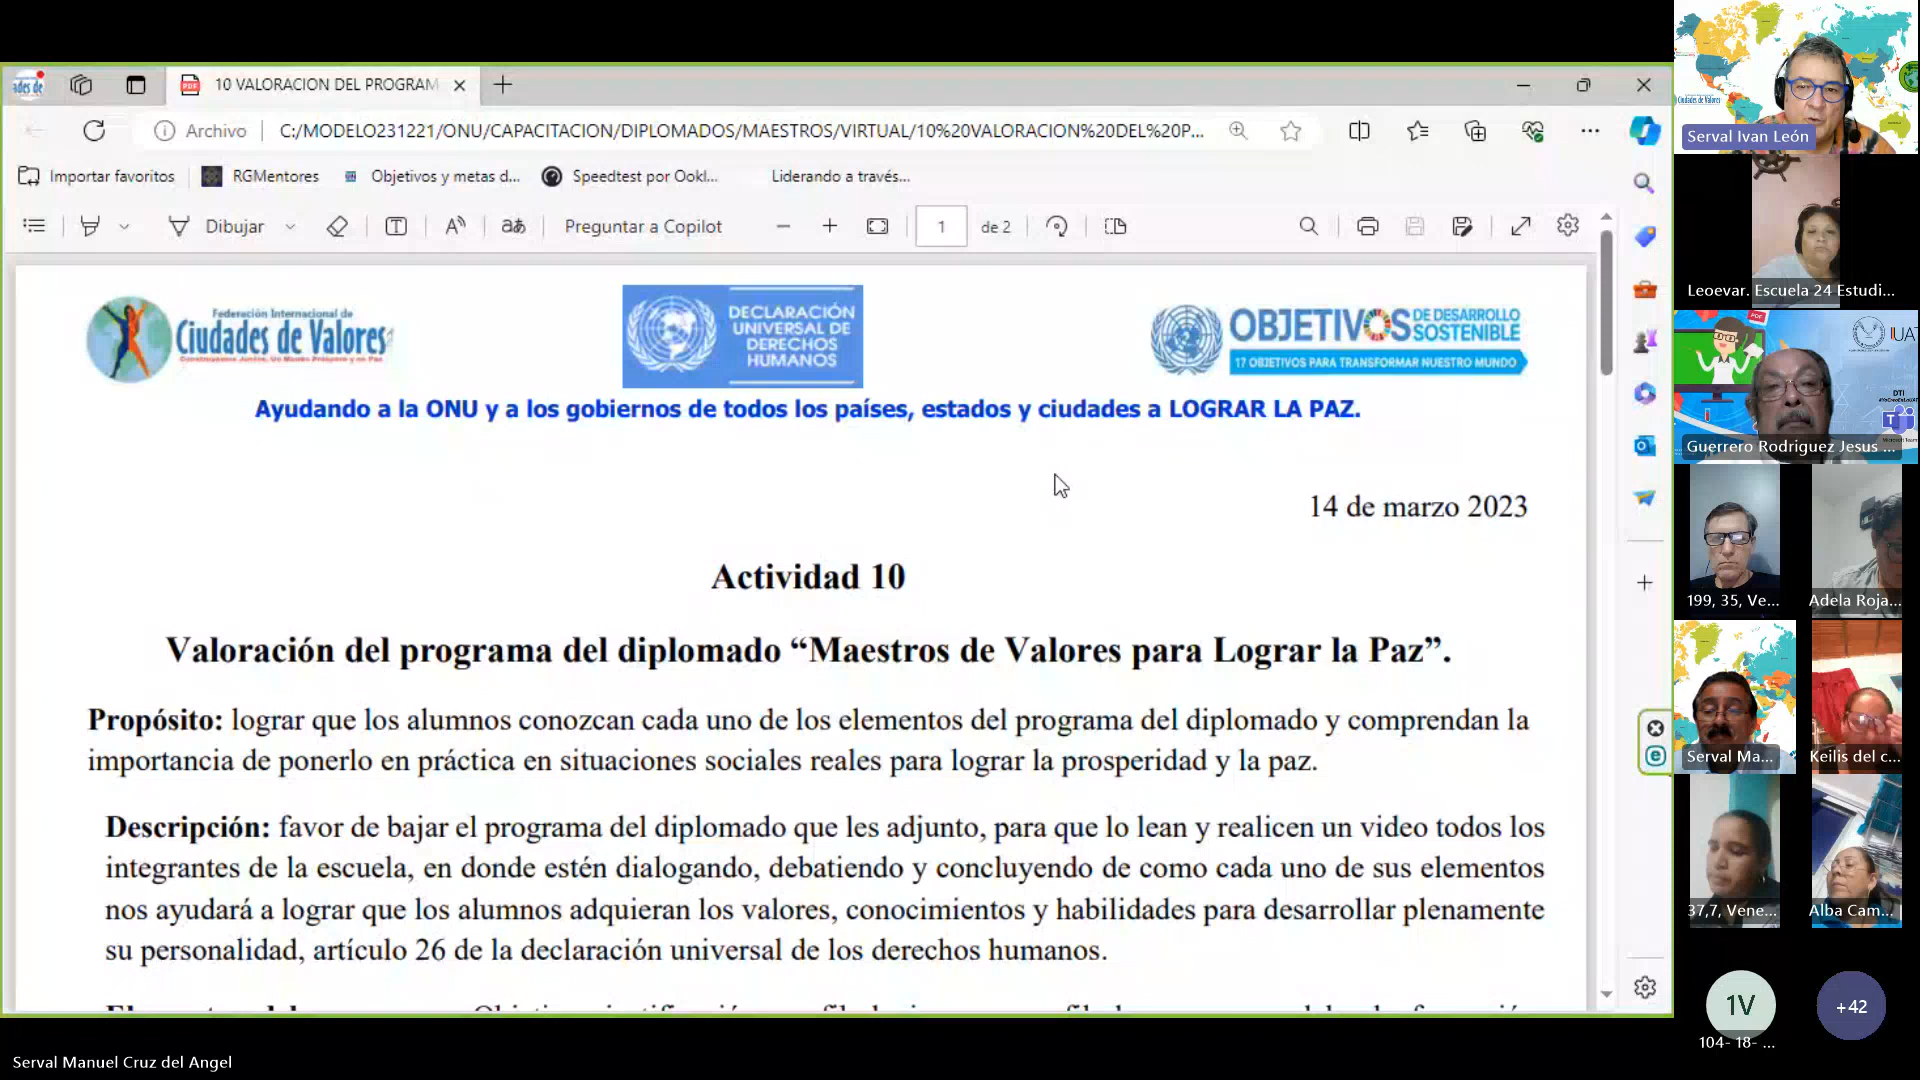 10 VALORACION DEL PROGRAM
Archivo
C:/MODELO231221/ONU/CAPACITACION/DIPLOMADOS/MAESTROS/VIRTUAL/10%20VALORACION%20DEL%20P...
Importar favoritos
RGMentores
Objetivos y metas d...
Speedtest por Ookl...
Liderando a través...
Dibujar
Preguntar a Copilot
1
de 2
Federación Internacional de
Ciudades de Valores
DECLARACIÓN
UNIVERSAL DE
DERECHOS
HUMANOS
OBJETIVOS DE DESARROLLO SOSTENIBLE
17 OBJETIVOS PARA TRANSFORMAR NUESTRO MUNDO
Ayudando a la ONU y a los gobiernos de todos los países, estados y ciudades a LOGRAR LA PAZ.
14 de marzo 2023
Actividad 10
Valoración del programa del diplomado “Maestros de Valores para Lograr la Paz”.
Propósito: lograr que los alumnos conozcan cada uno de los elementos del programa del diplomado y comprendan la
importancia de ponerlo en práctica en situaciones sociales reales para lograr la prosperidad y la paz.
Descripción: favor de bajar el programa del diplomado que les adjunto, para que lo lean y realicen un video todos los
integrantes de la escuela, en donde estén dialogando, debatiendo y concluyendo de como cada uno de sus elementos
nos ayudará a lograr que los alumnos adquieran los valores, conocimientos y habilidades para desarrollar plenamente
su personalidad, artículo 26 de la declaración universal de los derechos humanos.
Serval Ivan León
Leoevar. Escuela 24 Estudi...
Guerrero Rodriguez Jesus ...
199, 35, Ve...
Adela Roja...
Serval Ma...
Keilis del c...
37,7, Vene...
Alba Cam...
1V
104- 18- ...
+42
Serval Manuel Cruz del Angel